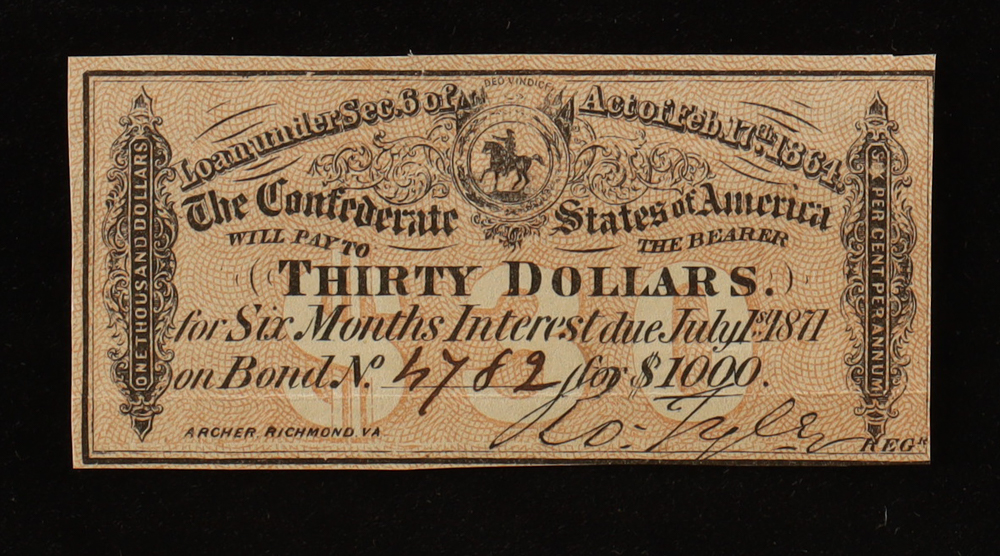 DEO VINDICE
Loan under Sec. 6 of Act of Feb. 17th 1864.
The Confederate States of America
WILL PAY TO THE BEARER
THIRTY DOLLARS.
$30
for Six Months Interest due July 1st 1871
on Bond No. 4782 for $1000.
Ro. Tyler
ARCHER, RICHMOND, VA REGR
ONE THOUSAND DOLLARS
6 PER CENT PER ANNUM